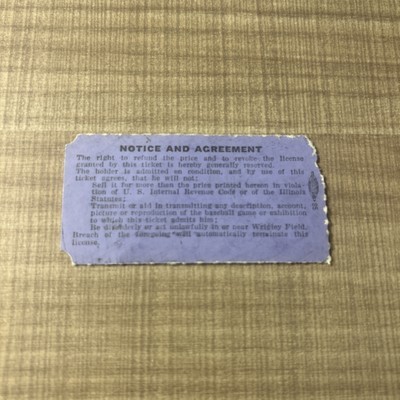 NOTICE AND AGREEMENT
The right to refund the price and to revoke the license
granted by this ticket is hereby generally reserved.
The holder is admitted on condition, and by use of this
ticket agrees, that he will not:
Sell it for more than the price printed hereon in viola-
tion of U. S. Internal Revenue Code or of the Illinois
Statutes;
Transmit or aid in transmitting any description, account,
picture or reproduction of the baseball game or exhibition
to which this ticket admits him;
Be disorderly or act unlawfully in or near Wrigley Field.
Breach of the foregoing will automatically terminate this
license.